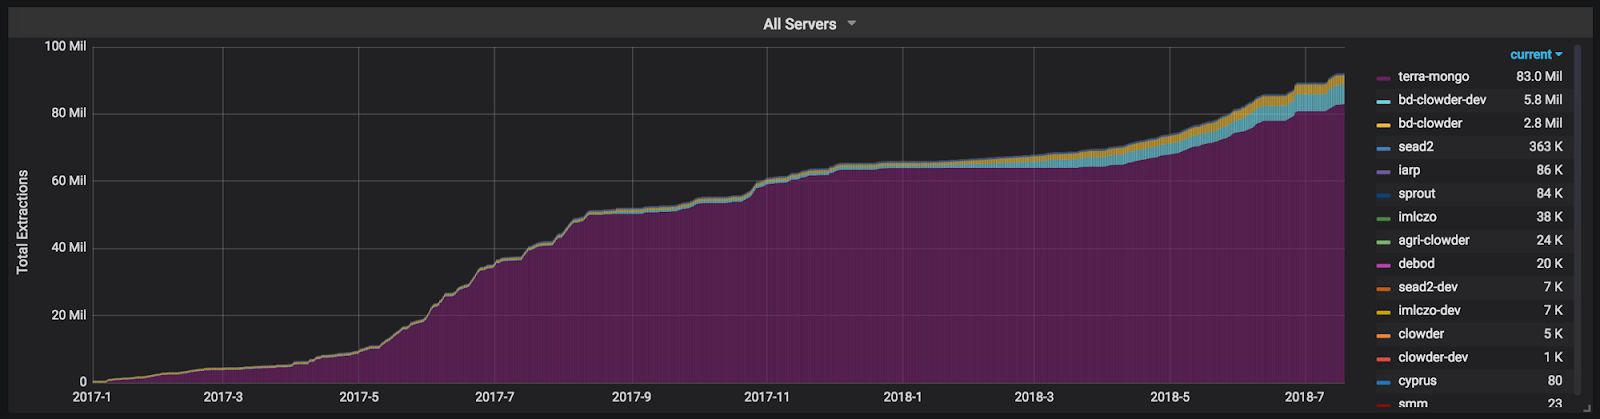 All Servers
Total Extractions
100 Mil
80 Mil
60 Mil
40 Mil
20 Mil
0
2017-1 2017-3 2017-5 2017-7 2017-9 2017-11 2018-1 2018-3 2018-5 2018-7
current
terra-mongo 83.0 Mil
bd-clowder-dev 5.8 Mil
bd-clowder 2.8 Mil
sead2 363 K
iarp 86 K
sprout 84 K
imlczo 38 K
agri-clowder 24 K
debod 20 K
sead2-dev 7 K
imlczo-dev 7 K
clowder 5 K
clowder-dev 1 K
cyprus 80
smm 23